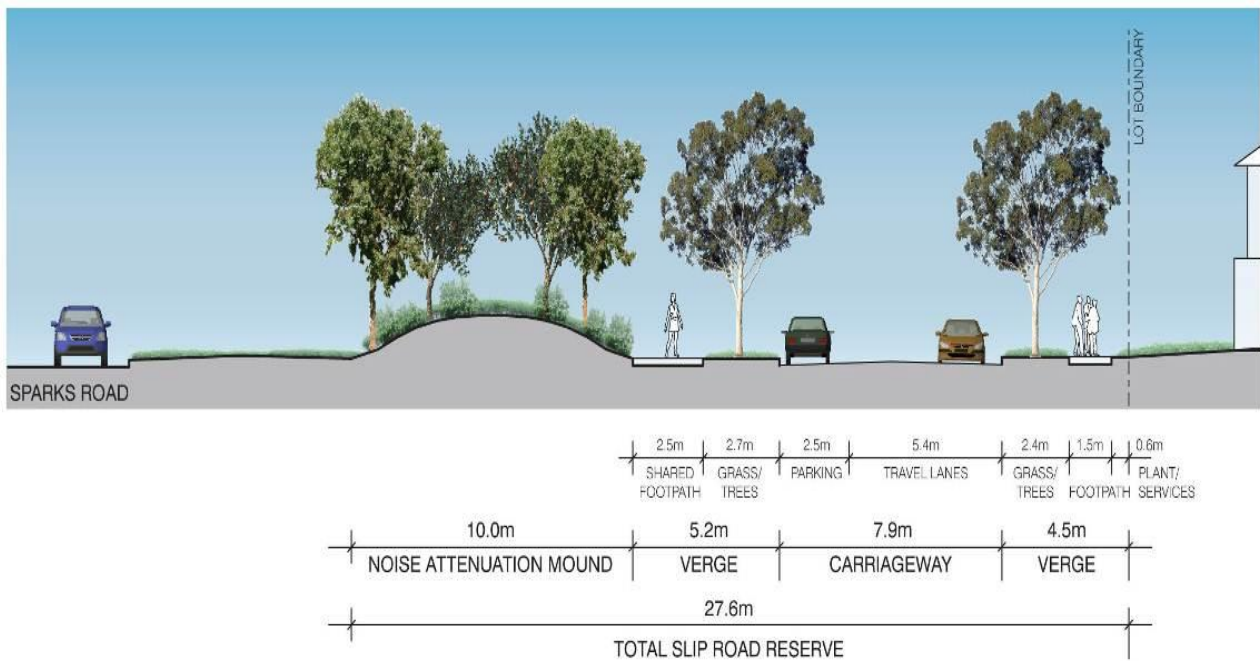 LOT BOUNDARY
SPARKS ROAD
2.5m 2.7m 2.5m 5.4m 2.4m 1.5m 0.6m
SHARED GRASS/ PARKING TRAVEL LANES GRASS/ FOOTPATH PLANT/
FOOTPATH TREES TREES SERVICES
10.0m 5.2m 7.9m 4.5m
NOISE ATTENUATION MOUND VERGE CARRIAGEWAY VERGE
27.6m
TOTAL SLIP ROAD RESERVE